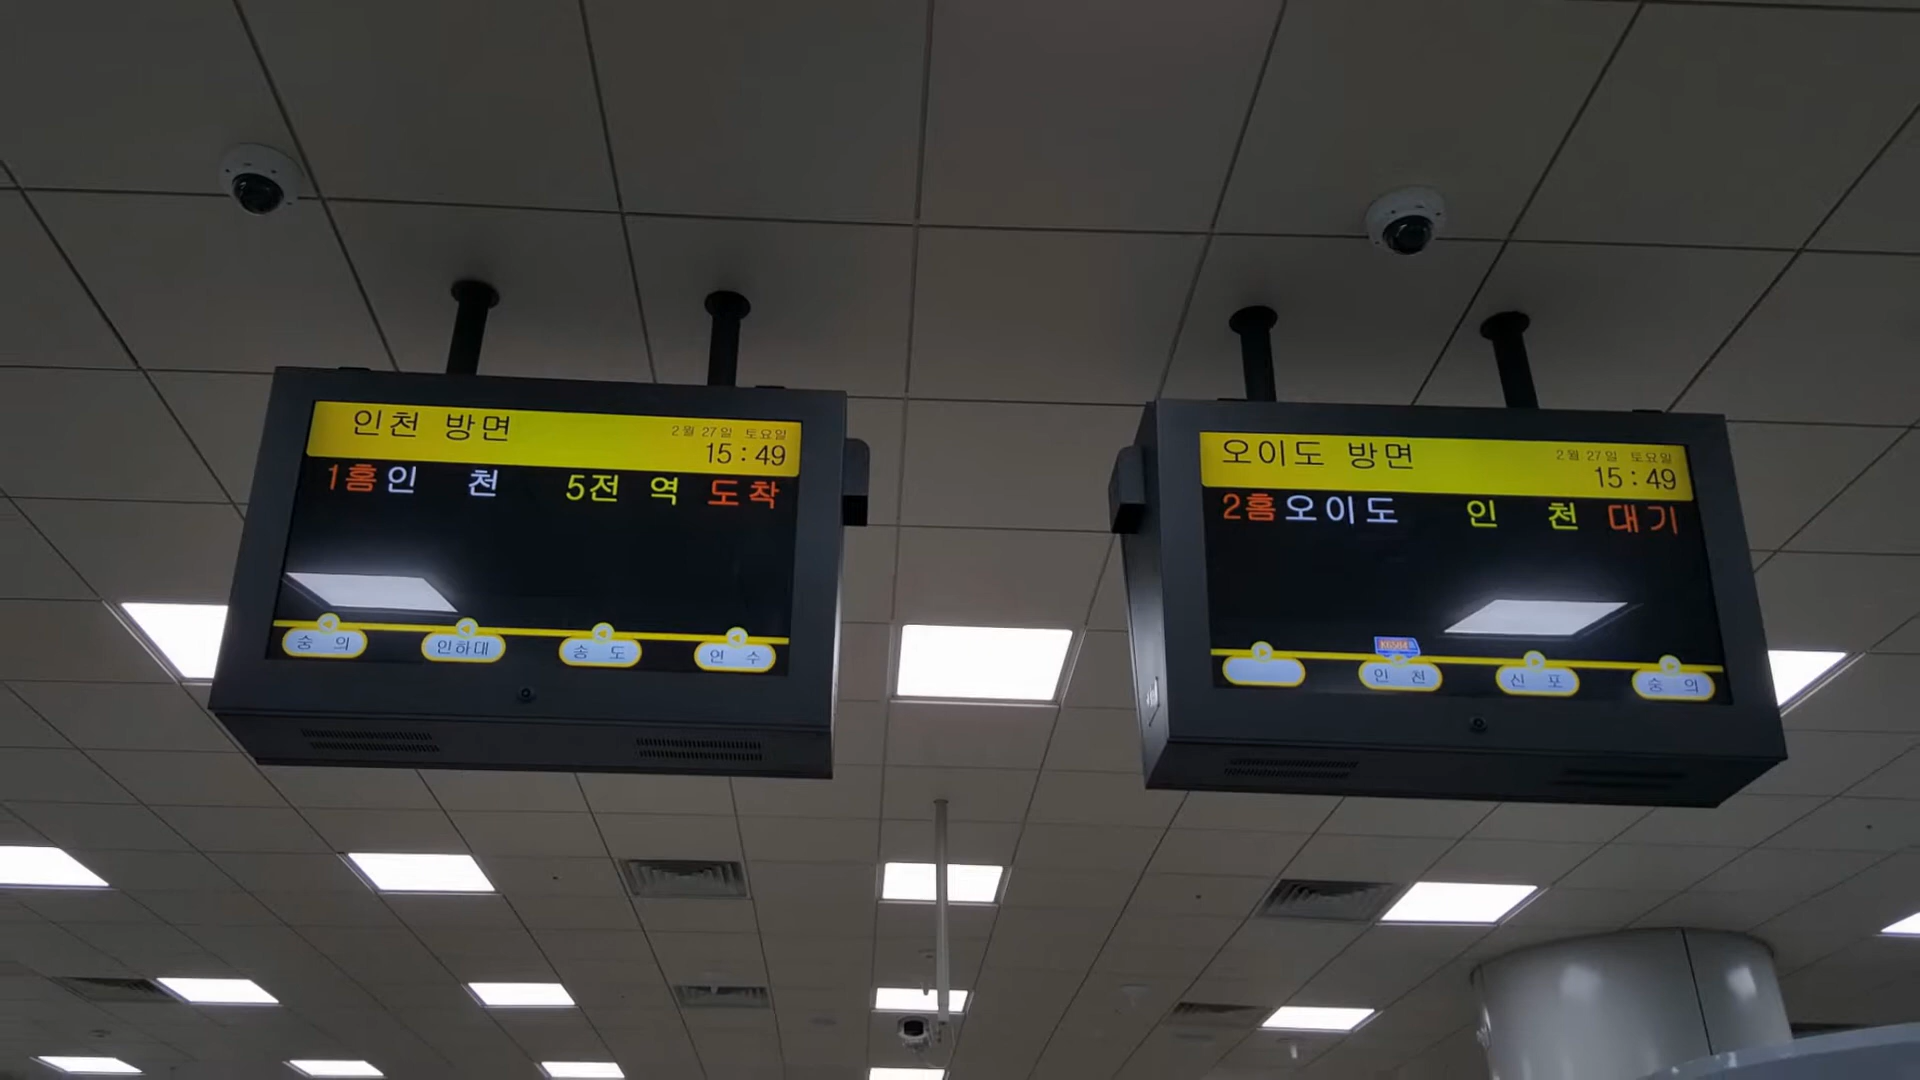 인천 방면
2월 27일 토요일
15:49
1홈 인 천 5전 역 도착
숭 의 인하대 송 도 연 수
오이도 방면
2월 27일 토요일
15:49
2홈 오이도 인 천 대기
인 천 신 포 숭 의